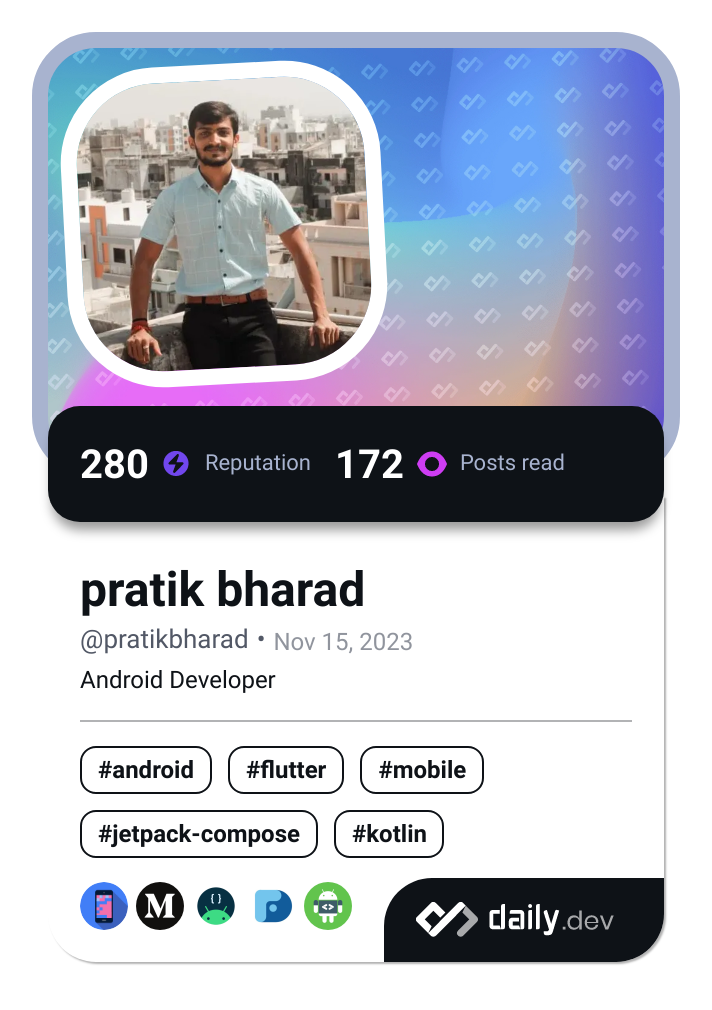 280 Reputation 172 Posts read
pratik bharad
@pratikbharad • Nov 15, 2023
Android Developer
#android #flutter #mobile
#jetpack-compose #kotlin
M {} <> daily.dev